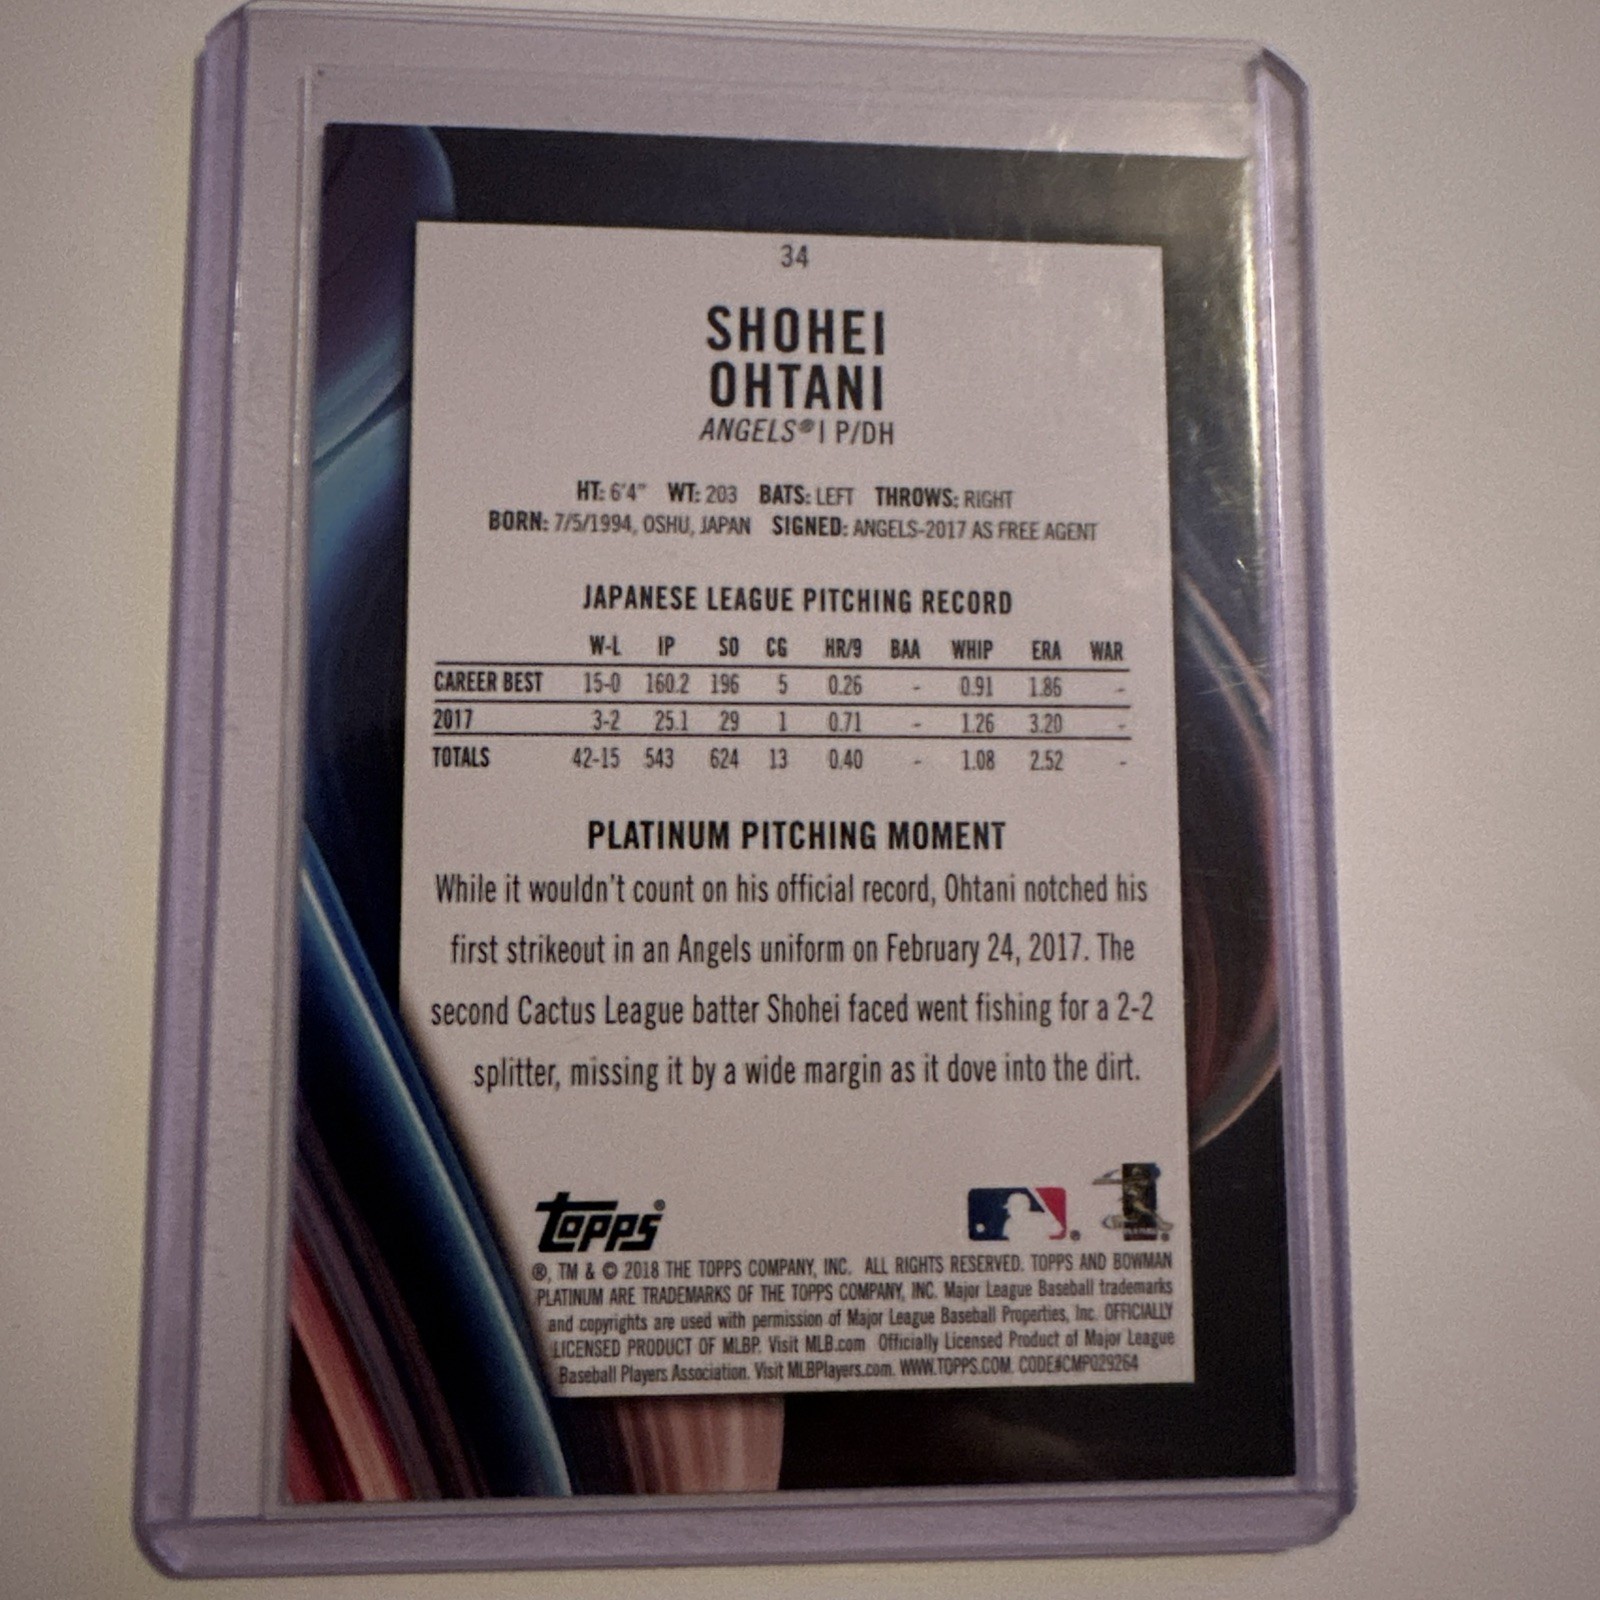 34
SHOHEI
OHTANI
ANGELS® | P/DH
HT: 6'4" WT: 203 BATS: LEFT THROWS: RIGHT
BORN: 7/5/1994, OSHU, JAPAN SIGNED: ANGELS-2017 AS FREE AGENT
JAPANESE LEAGUE PITCHING RECORD
W-L IP SO CG HR/9 BAA WHIP ERA WAR
CAREER BEST 15-0 160.2 196 5 0.26 - 0.91 1.86 -
2017 3-2 25.1 29 1 0.71 - 1.26 3.20 -
TOTALS 42-15 543 624 13 0.40 - 1.08 2.52 -
PLATINUM PITCHING MOMENT
While it wouldn't count on his official record, Ohtani notched his
first strikeout in an Angels uniform on February 24, 2017. The
second Cactus League batter Shohei faced went fishing for a 2-2
splitter, missing it by a wide margin as it dove into the dirt.
topps®
®, TM & © 2018 THE TOPPS COMPANY, INC. ALL RIGHTS RESERVED. TOPPS AND BOWMAN
PLATINUM ARE TRADEMARKS OF THE TOPPS COMPANY, INC. Major League Baseball trademarks
and copyrights are used with permission of Major League Baseball Properties, Inc. OFFICIALLY
LICENSED PRODUCT OF MLBP. Visit MLB.com Officially Licensed Product of Major League
Baseball Players Association. Visit MLBPlayers.com. WWW.TOPPS.COM. CODE#CMP029264